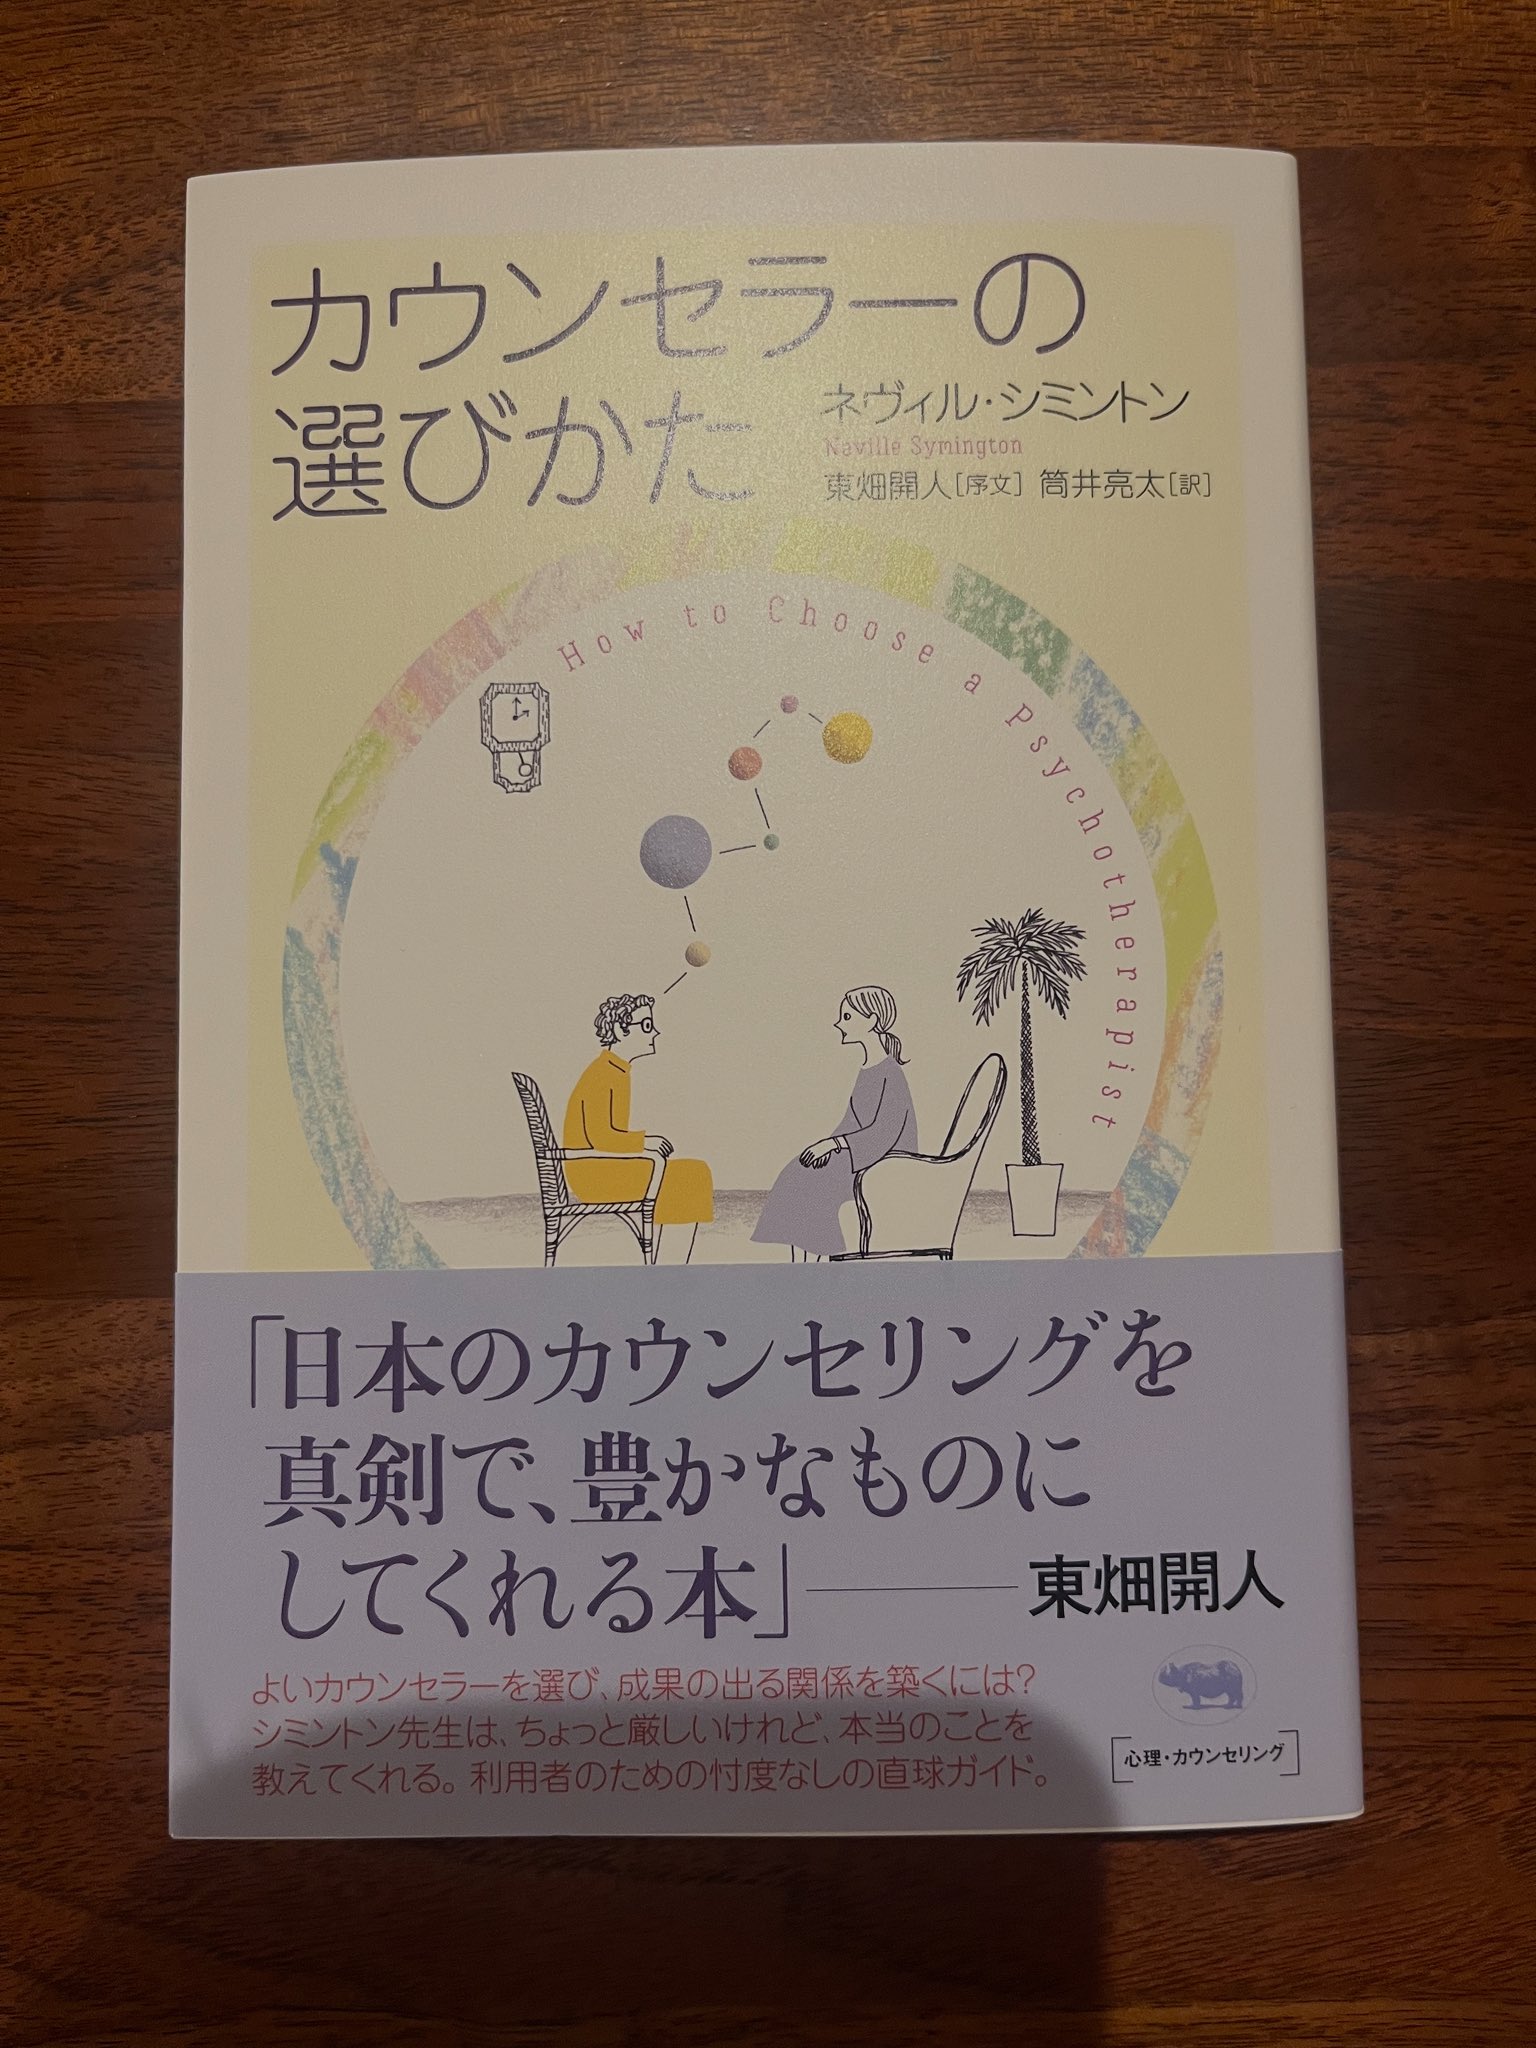 カウンセラーの
選びかた
ネヴィル・シミントン
Neville Symington
東畑開人[序文] 筒井亮太[訳]
How to Choose a Psychotherapist
「日本のカウンセリングを
真剣で、豊かなものに
してくれる本」――東畑開人
よいカウンセラーを選び、成果の出る関係を築くには?
シミントン先生は、ちょっと厳しいけれど、本当のことを
教えてくれる。利用者のための忖度なしの直球ガイド。
[心理・カウンセリング]